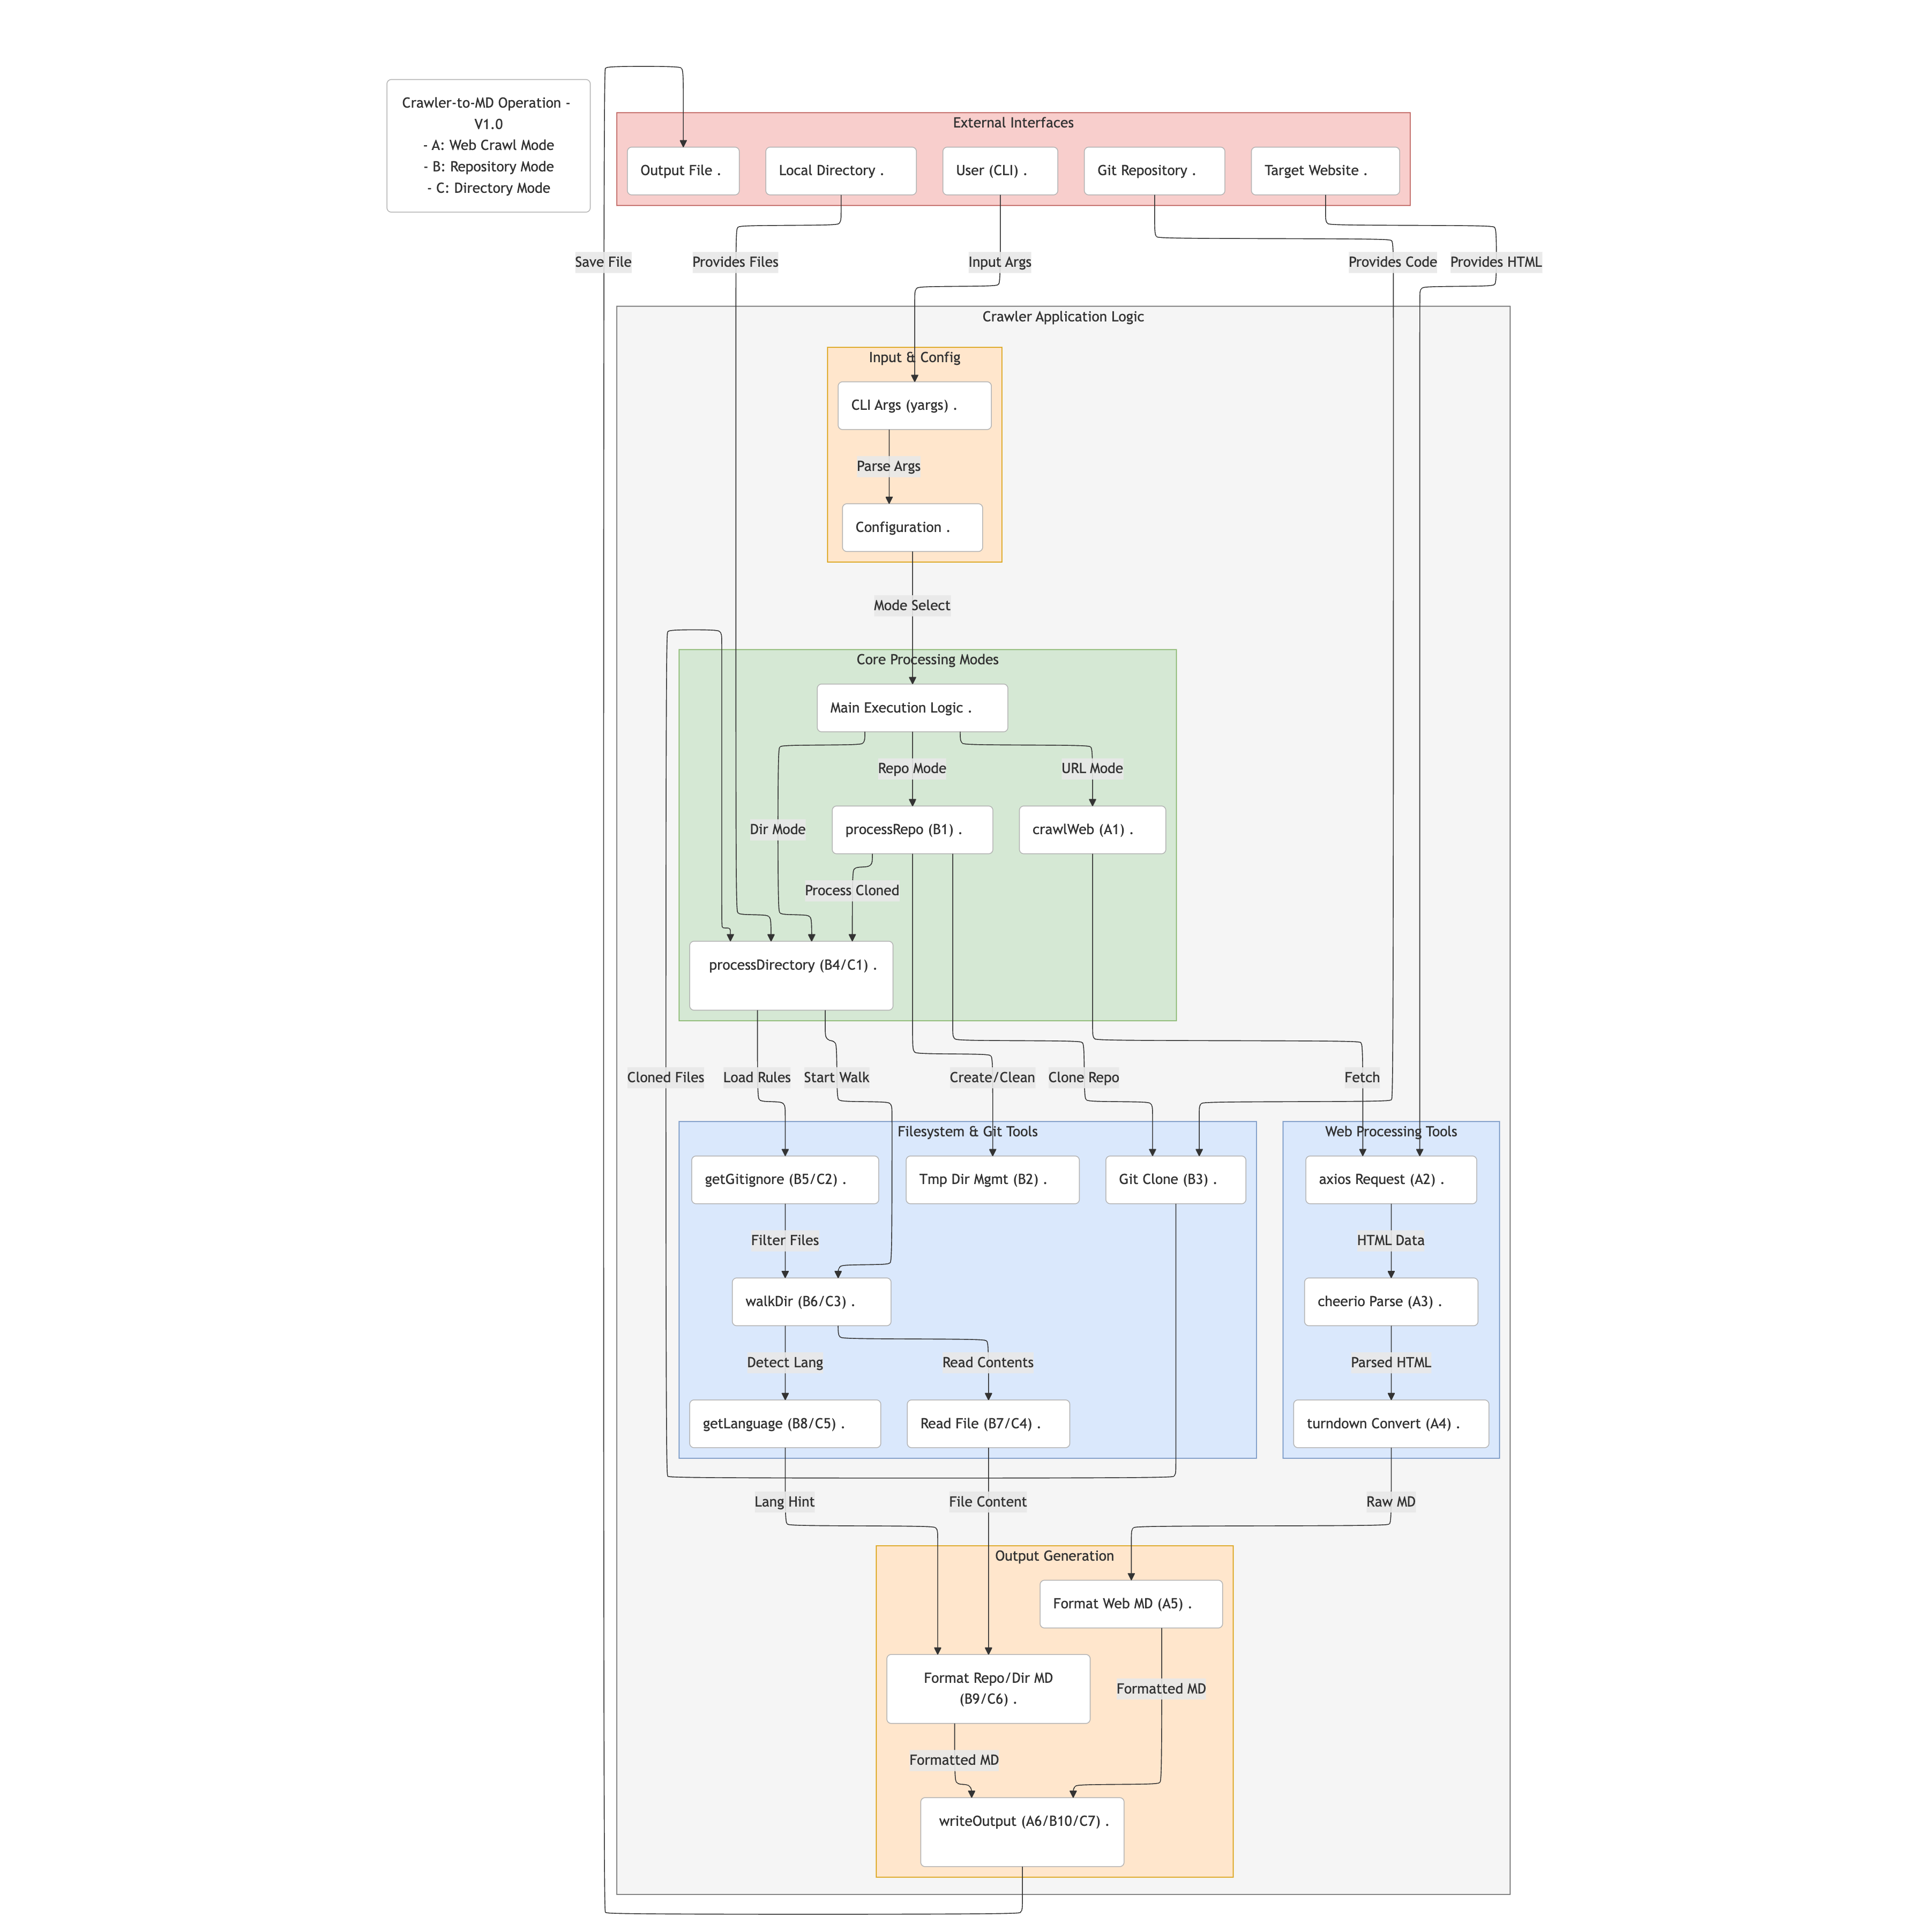 Crawler-to-MD Operation -
V1.0
- A: Web Crawl Mode
- B: Repository Mode
- C: Directory Mode
External Interfaces
Output File .
Local Directory .
User (CLI) .
Git Repository .
Target Website .
Save File
Provides Files
Input Args
Provides Code
Provides HTML
Crawler Application Logic
Input & Config
CLI Args (yargs) .
Parse Args
Configuration .
Mode Select
Core Processing Modes
Main Execution Logic .
Repo Mode
URL Mode
Dir Mode
processRepo (B1) .
crawlWeb (A1) .
Process Cloned
processDirectory (B4/C1) .
Cloned Files
Load Rules
Start Walk
Create/Clean
Clone Repo
Fetch
Filesystem & Git Tools
Web Processing Tools
getGitignore (B5/C2) .
Tmp Dir Mgmt (B2) .
Git Clone (B3) .
axios Request (A2) .
Filter Files
HTML Data
walkDir (B6/C3) .
cheerio Parse (A3) .
Detect Lang
Read Contents
Parsed HTML
getLanguage (B8/C5) .
Read File (B7/C4) .
turndown Convert (A4) .
Lang Hint
File Content
Raw MD
Output Generation
Format Web MD (A5) .
Format Repo/Dir MD
(B9/C6) .
Formatted MD
Formatted MD
writeOutput (A6/B10/C7) .